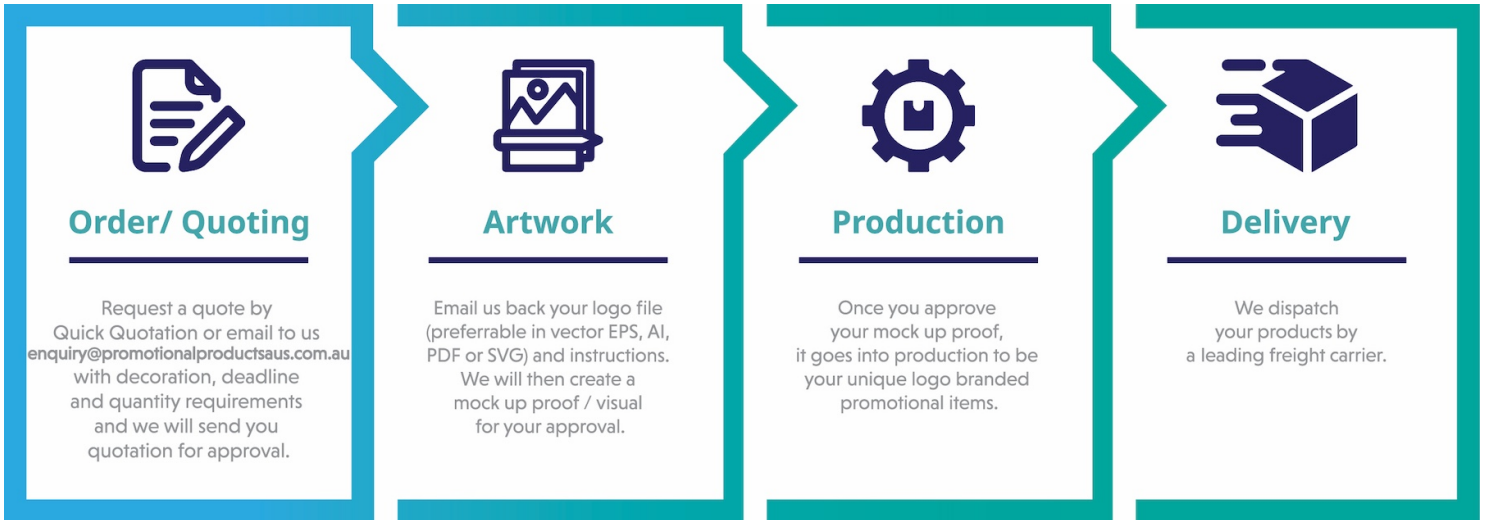 Order/ Quoting
Request a quote by
Quick Quotation or email to us
enquiry@promotionalproductsaus.com.au
with decoration, deadline
and quantity requirements
and we will send you
quotation for approval.
Artwork
Email us back your logo file
(preferrable in vector EPS, AI,
PDF or SVG) and instructions.
We will then create a
mock up proof / visual
for your approval.
Production
Once you approve
your mock up proof,
it goes into production to be
your unique logo branded
promotional items.
Delivery
We dispatch
your products by
a leading freight carrier.